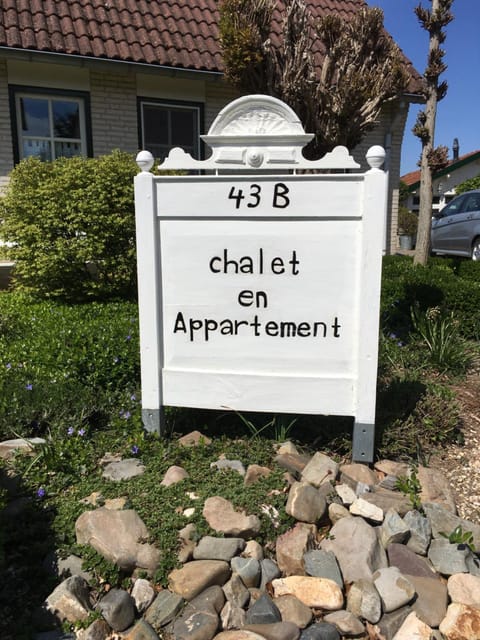 43 B
chalet
en
Appartement